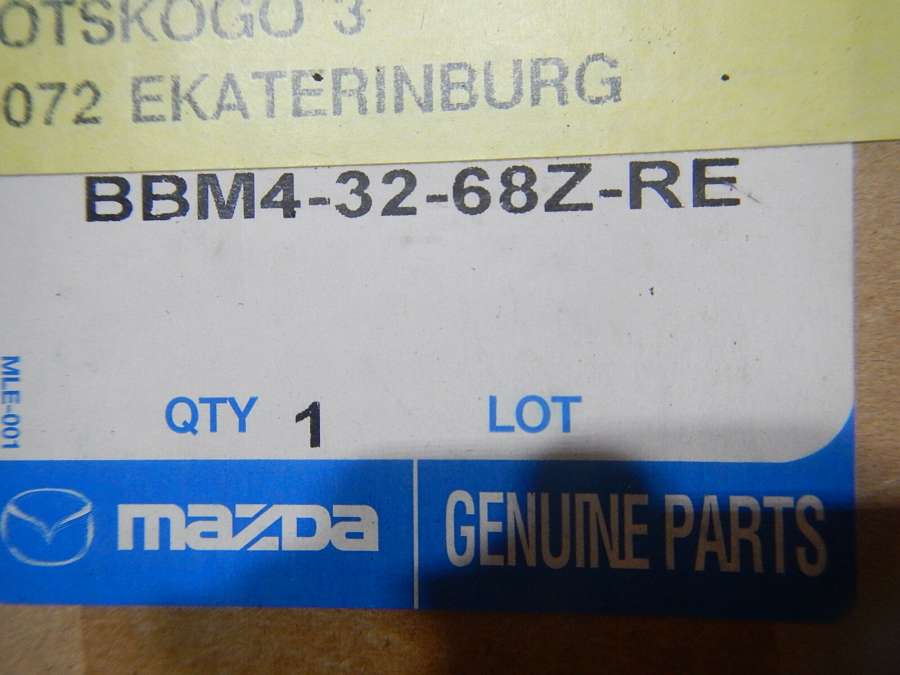 OTSKOGO 3
072 EKATERINBURG
BBM4-32-68Z-RE
MLE-001
QTY 1 LOT
mazda GENUINE PARTS